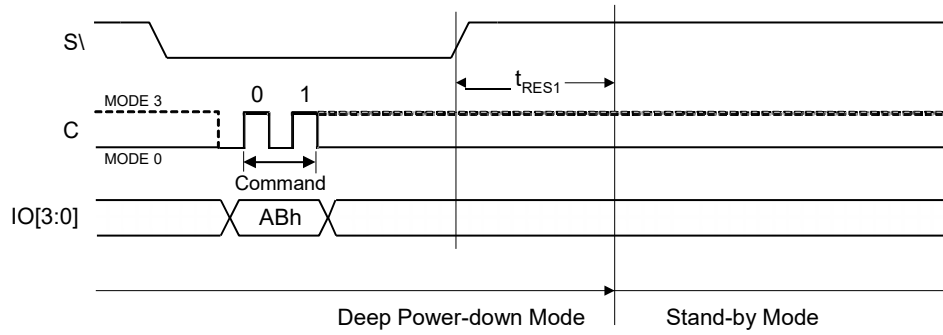 S\
tRES1
MODE 3
0 1
C
MODE 0
Command
IO[3:0]
ABh
Deep Power-down Mode
Stand-by Mode